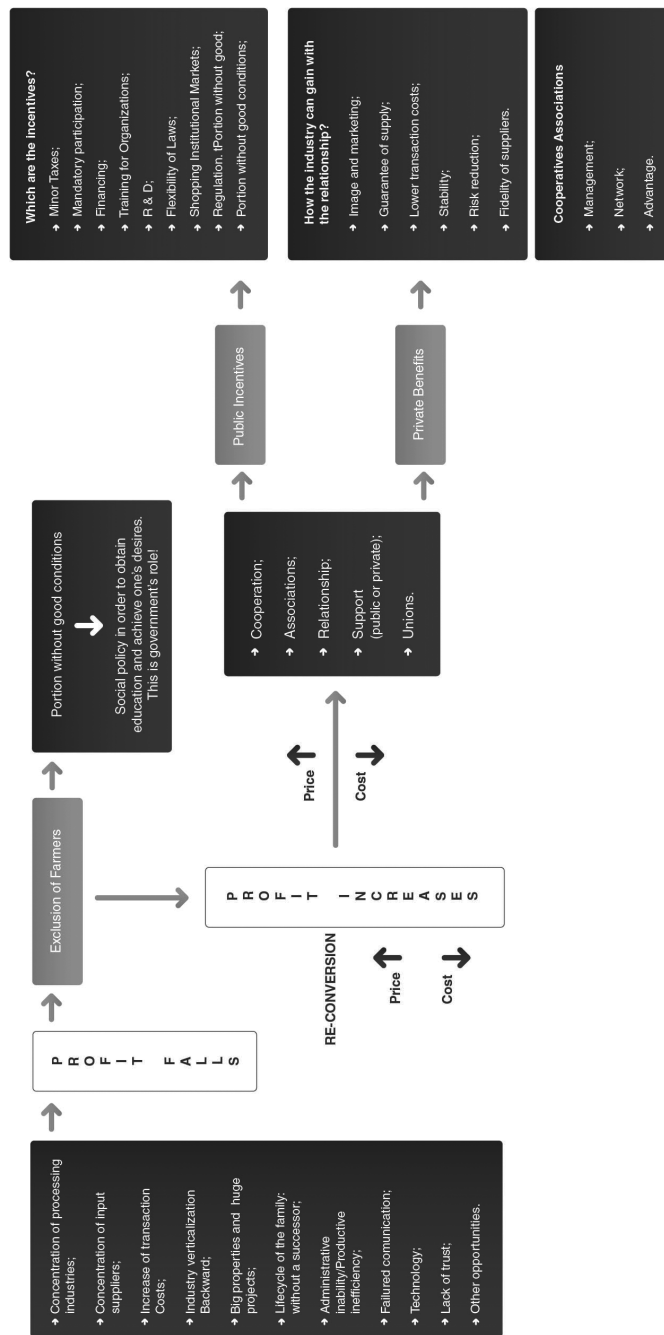 ➔ Concentration of processing
industries;
➔ Concentration of input
suppliers;
➔ Increase of transaction
Costs;
➔ Industry verticalization
Backward;
➔ Big properties and huge
projects;
➔ Lifecycle of the family:
without a successor;
➔ Administrative
inability/Productive
inefficiency;
➔ Failured comunication;
➔ Technology;
➔ Lack of trust;
➔ Other opportunities.
PROFIT FALLS
Exclusion of Farmers
Portion without good conditions
Social policy in order to obtain
education and achieve one's desires.
This is government's role!
RE-CONVERSION
Price
Cost
PROFIT INCREASES
Price
Cost
➔ Cooperation;
➔ Associations;
➔ Relationship;
➔ Support
(public or private);
➔ Unions.
Public Incentives
Private Benefits
Which are the incentives?
➔ Minor Taxes;
➔ Mandatory participation;
➔ Financing;
➔ Training for Organizations;
➔ R & D;
➔ Flexibility of Laws;
➔ Shopping Institutional Markets;
➔ Regulation. !Portion without good;
➔ Portion without good conditions;
How the industry can gain with
the relationship?
➔ Image and marketing;
➔ Guarantee of supply;
➔ Lower transaction costs;
➔ Stability;
➔ Risk reduction;
➔ Fidelity of suppliers.
Cooperatives Associations
➔ Management;
➔ Network;
➔ Advantage.